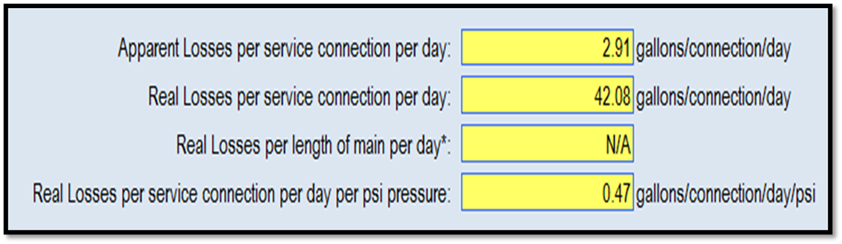 Apparent Losses per service connection per day: 2.91 gallons/connection/day
Real Losses per service connection per day: 42.08 gallons/connection/day
Real Losses per length of main per day*: N/A
Real Losses per service connection per day per psi pressure: 0.47 gallons/connection/day/psi